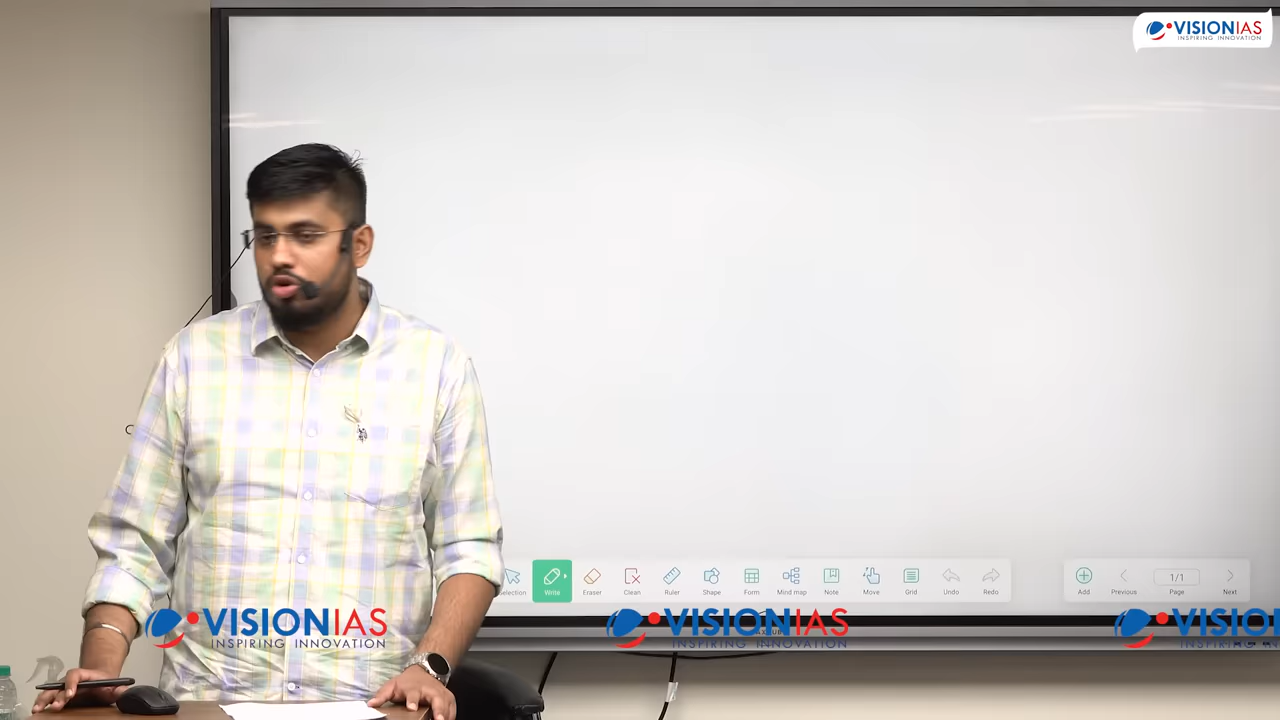 VISIONIAS
INSPIRING INNOVATION
Write
Eraser
Clean
Ruler
Shape
Form
Mind map
Note
Move
Grid
Undo
Redo
Add
Previous
1/1
Page
Next
VISIONIAS
INSPIRING INNOVATION
VISIONIAS
INSPIRING INNOVATION